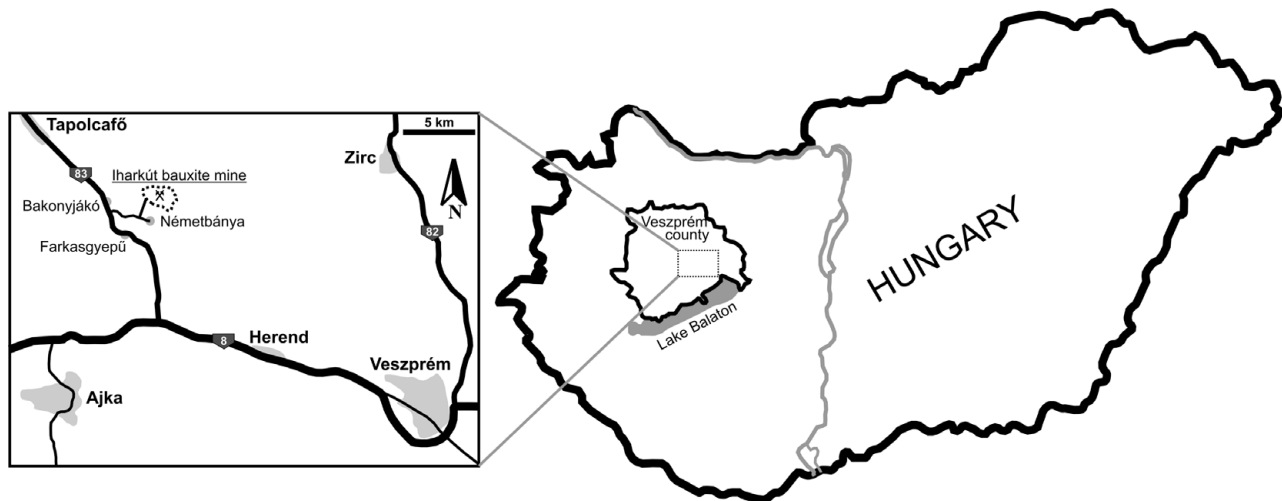 Tapolcafő
5 km
Zirc
83
Iharkút bauxite mine
Bakonyjákó
Németbánya
N
82
Farkasgyepű
8
Herend
Veszprém
Ajka
Veszprém
county
Lake Balaton
HUNGARY